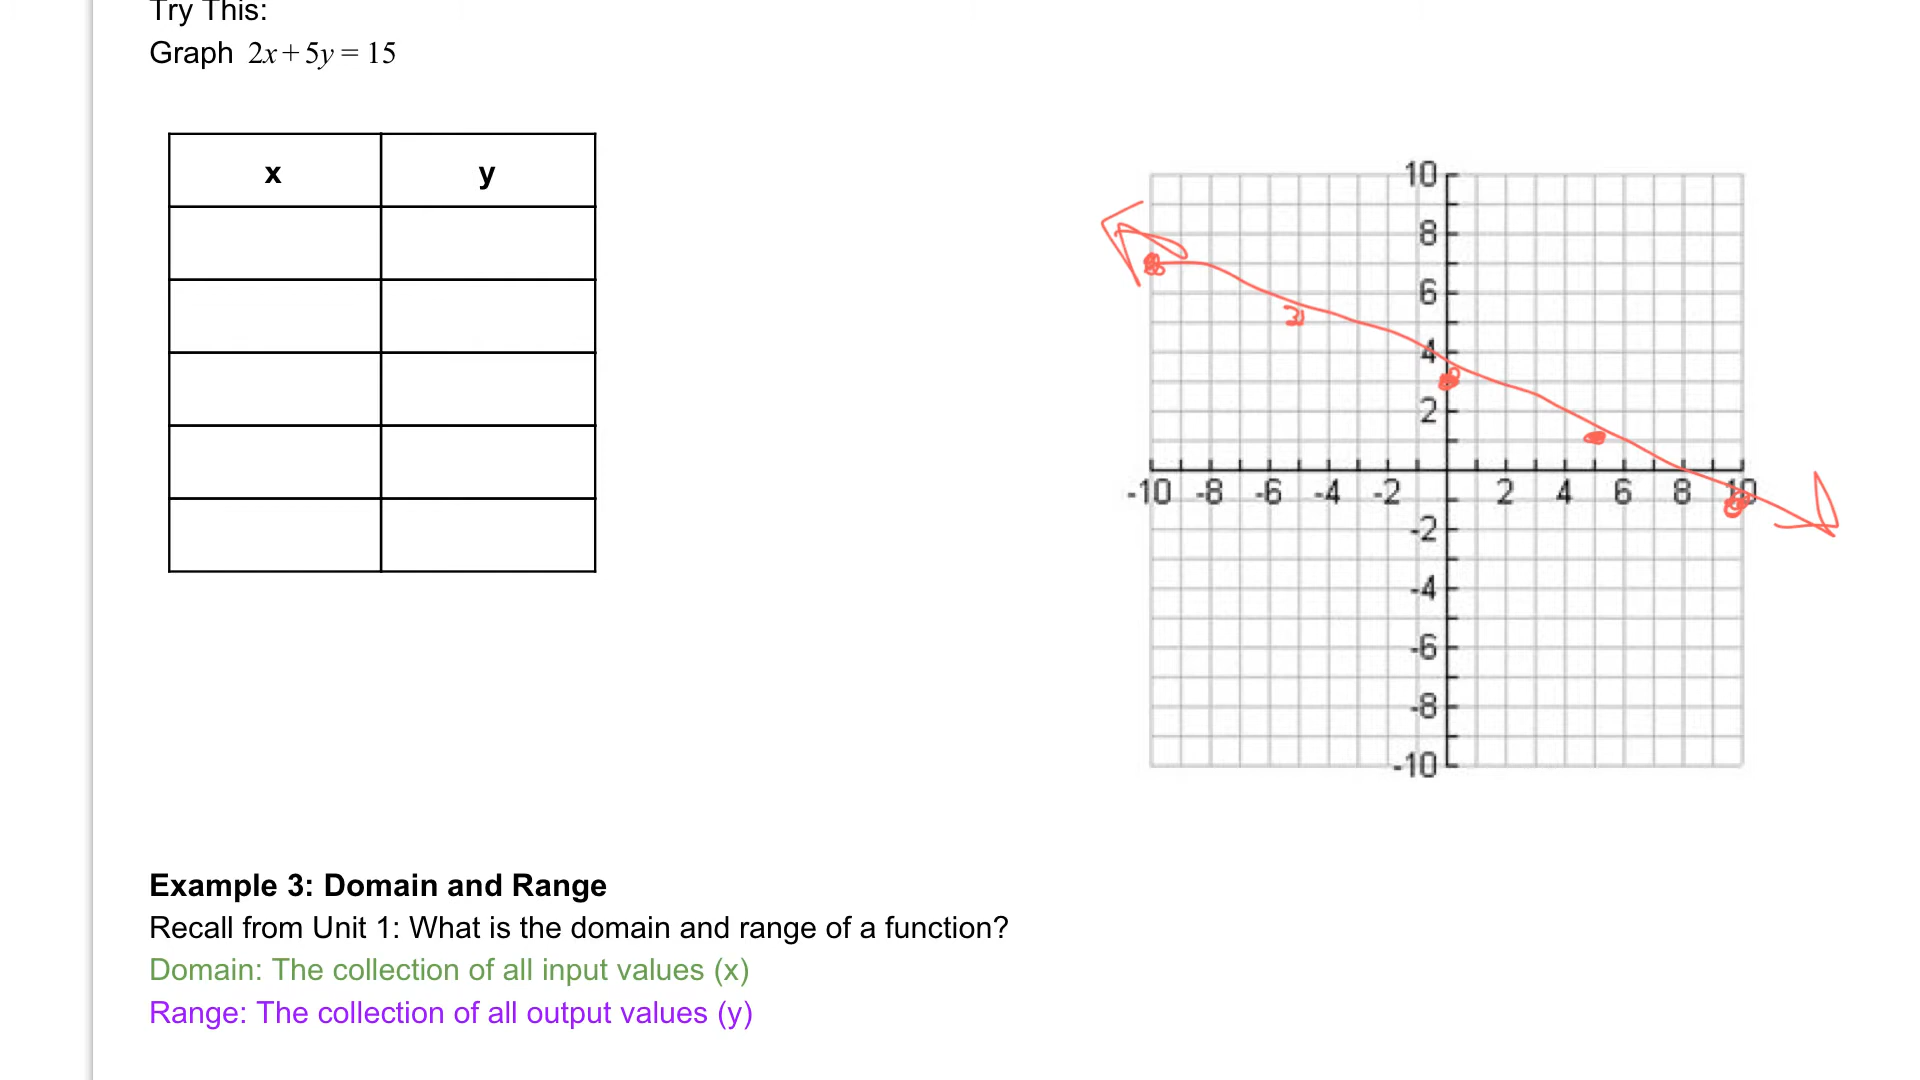 Try This:
Graph 2x + 5y = 15
x y
10
8
6
4
2
-10 -8 -6 -4 -2 2 4 6 8 10
-2
-4
-6
-8
-10
Example 3: Domain and Range
Recall from Unit 1: What is the domain and range of a function?
Domain: The collection of all input values (x)
Range: The collection of all output values (y)